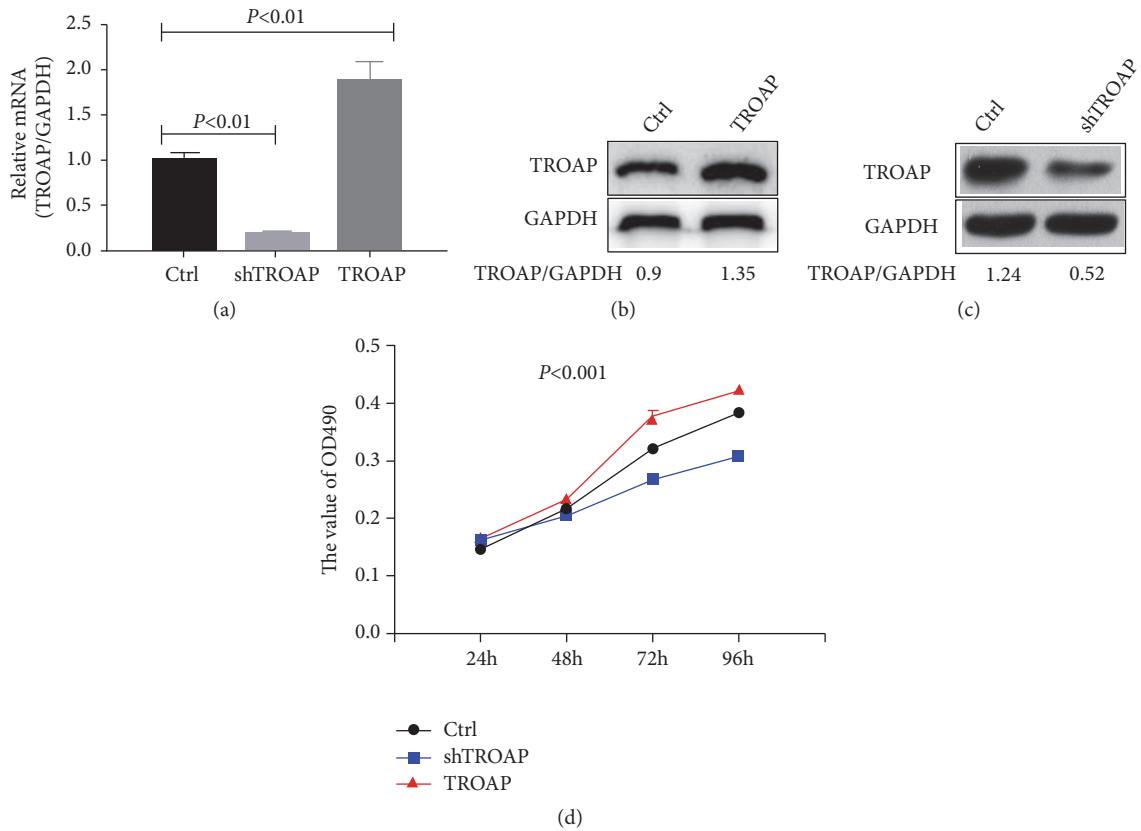 Relative mRNA
(TROAP/GAPDH)
2.5
2.0
1.5
1.0
0.5
0.0
P<0.01
P<0.01
Ctrl shTROAP TROAP
(a)
Ctrl TROAP
TROAP
GAPDH
TROAP/GAPDH 0.9 1.35
(b)
Ctrl shTROAP
TROAP
GAPDH
TROAP/GAPDH 1.24 0.52
(c)
The value of OD490
0.5
0.4
0.3
0.2
0.1
0.0
P<0.001
24h 48h 72h 96h
Ctrl
shTROAP
TROAP
(d)